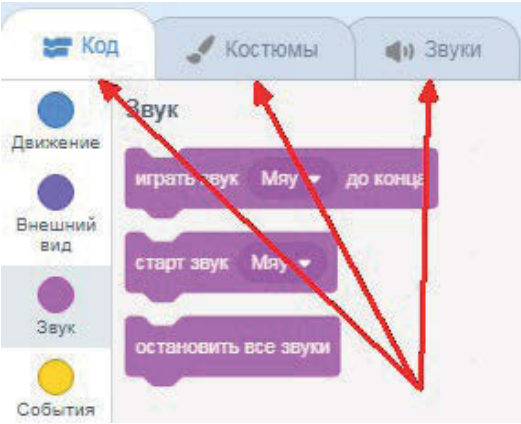 Код Костюмы Звуки
Движение
Внешний
вид
Звук
События
Звук
играть звук Мяу до конца
старт звук Мяу
остановить все звуки